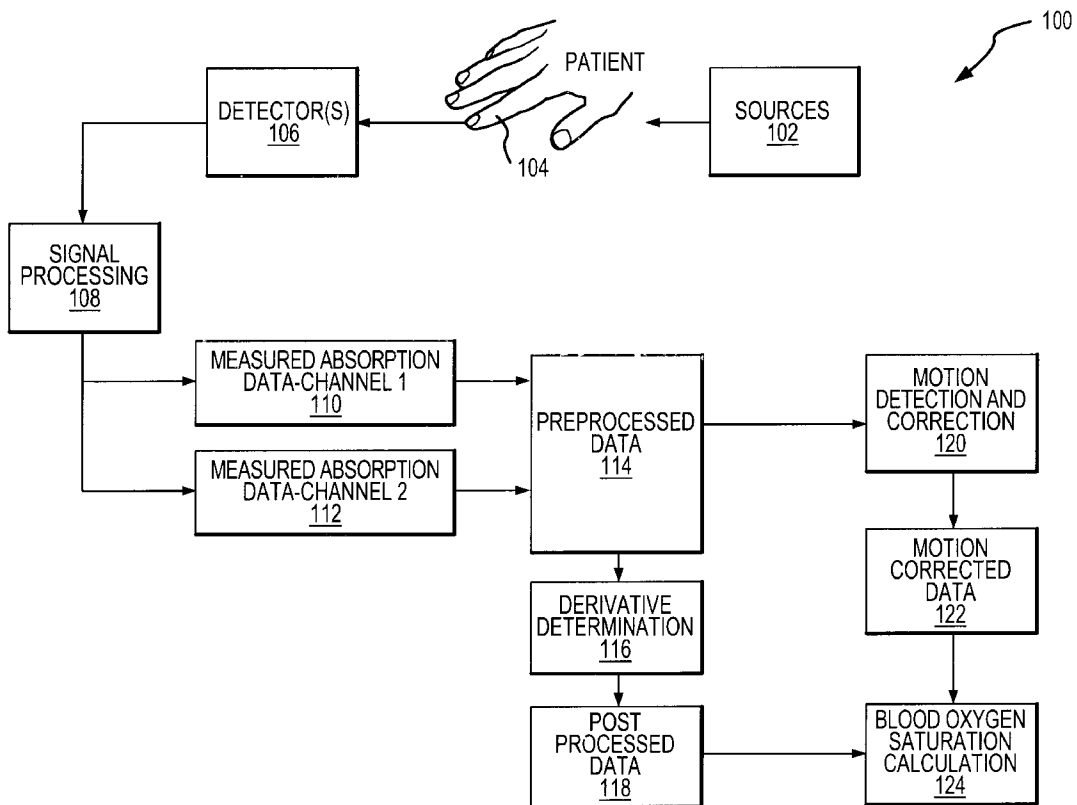 100
PATIENT
DETECTOR(S)
106
SOURCES
102
104
SIGNAL
PROCESSING
108
MEASURED ABSORPTION
DATA-CHANNEL 1
110
PREPROCESSED
DATA
114
MOTION
DETECTION AND
CORRECTION
120
MEASURED ABSORPTION
DATA-CHANNEL 2
112
MOTION
CORRECTED
DATA
122
DERIVATIVE
DETERMINATION
116
POST
PROCESSED
DATA
118
BLOOD OXYGEN
SATURATION
CALCULATION
124